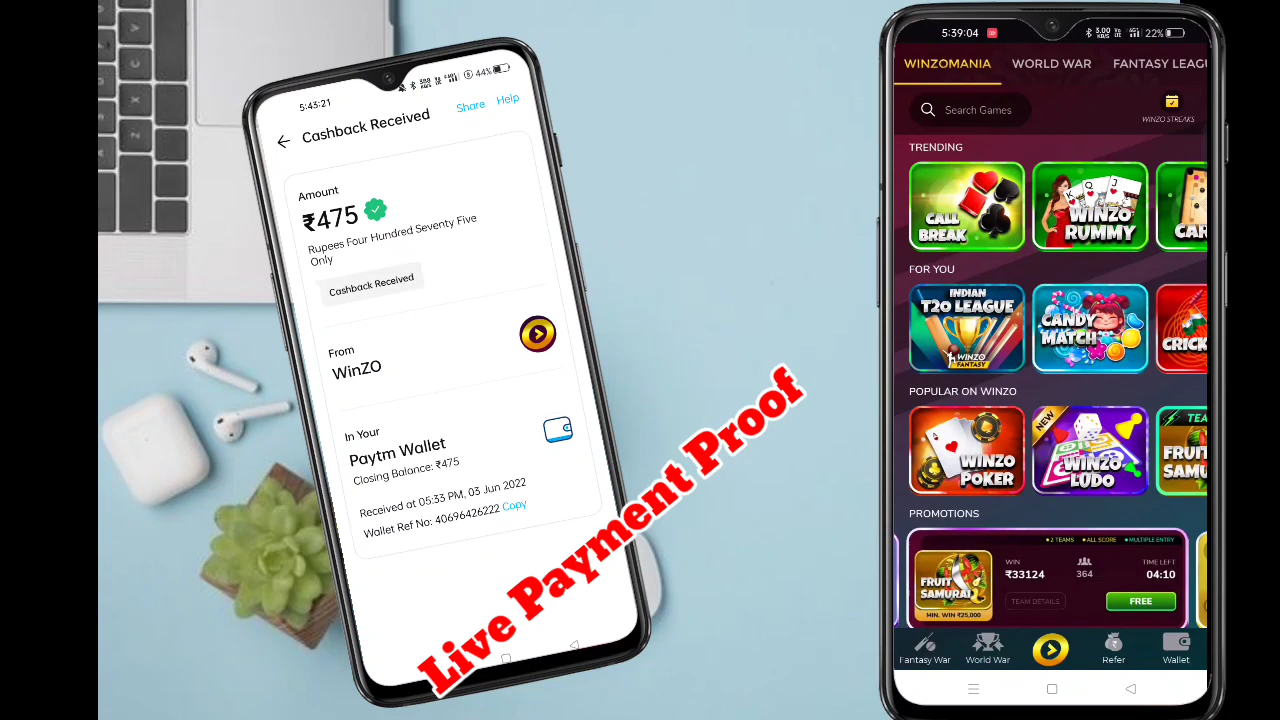 5:43:21
44%
Cashback Received
Share
Help
Amount
₹475
Rupees Four Hundred Seventy Five
Only
Cashback Received
From
WinZO
In Your
Paytm Wallet
Closing Balance: ₹475
Received at 05:33 PM, 03 Jun 2022
Wallet Ref No: 40696426222 Copy
Live Payment Proof
5:39:04
3.00 KB/S
22%
WINZOMANIA
WORLD WAR
FANTASY LEAGU
Search Games
WINZO STREAKS
TRENDING
CALL
BREAK
K Q J
WINZO
RUMMY
CAR
FOR YOU
INDIAN
T20 LEAGUE
WINZO
FANTASY
CANDY
MATCH
CRICK
POPULAR ON WINZO
WINZO
POKER
NEW
WINZO
LUDO
TEA
FRUIT
SAMU
PROMOTIONS
2 TEAMS
ALL SCORE
MULTIPLE ENTRY
FRUIT
SAMURAI
MIN. WIN ₹25,000
WIN
₹33124
364
TIME LEFT
04:10
TEAM DETAILS
FREE
Fantasy War
World War
Refer
Wallet